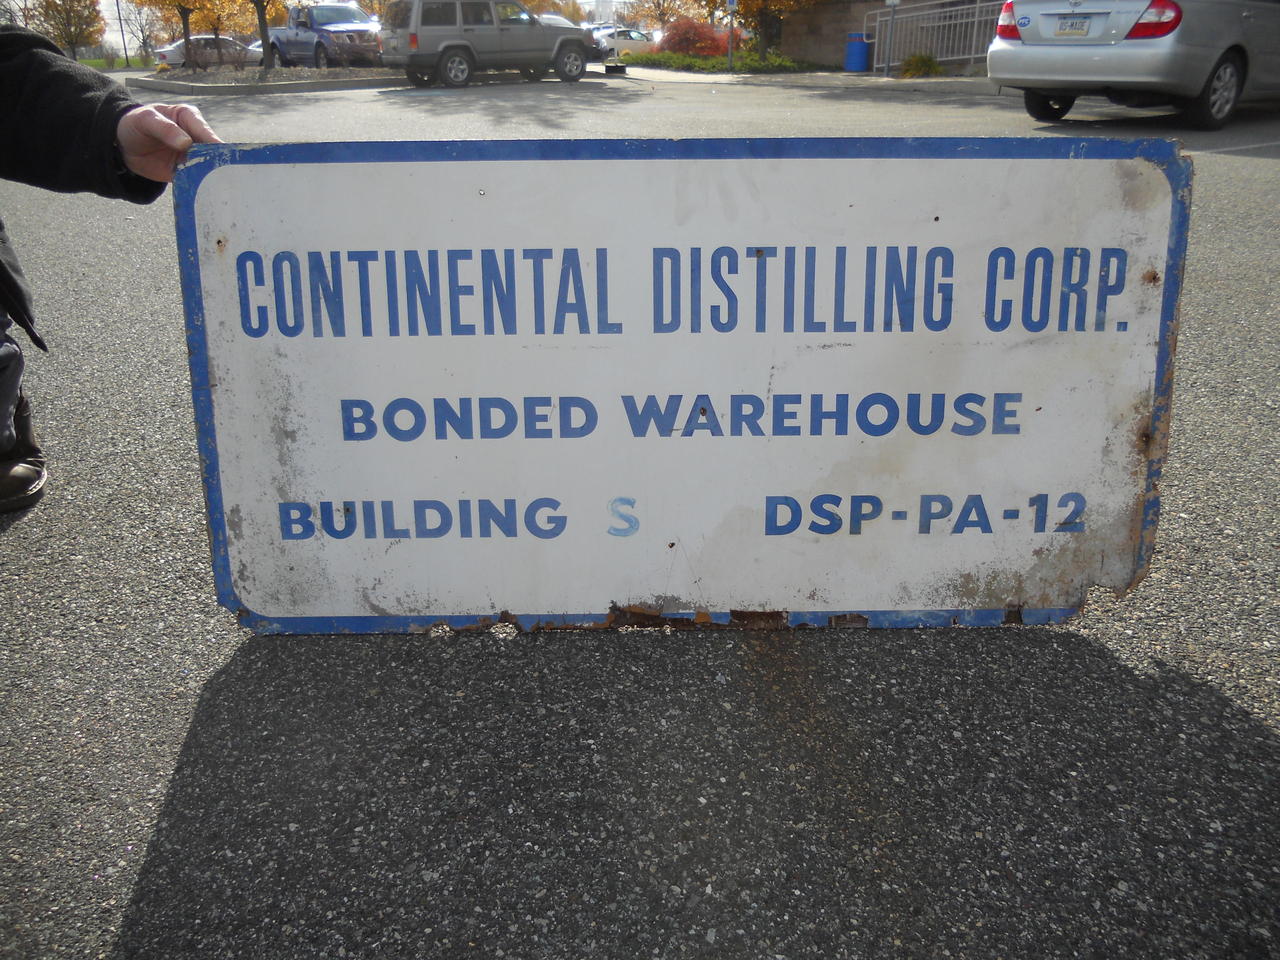 CONTINENTAL DISTILLING CORP.
BONDED WAREHOUSE
BUILDING S DSP-PA-12